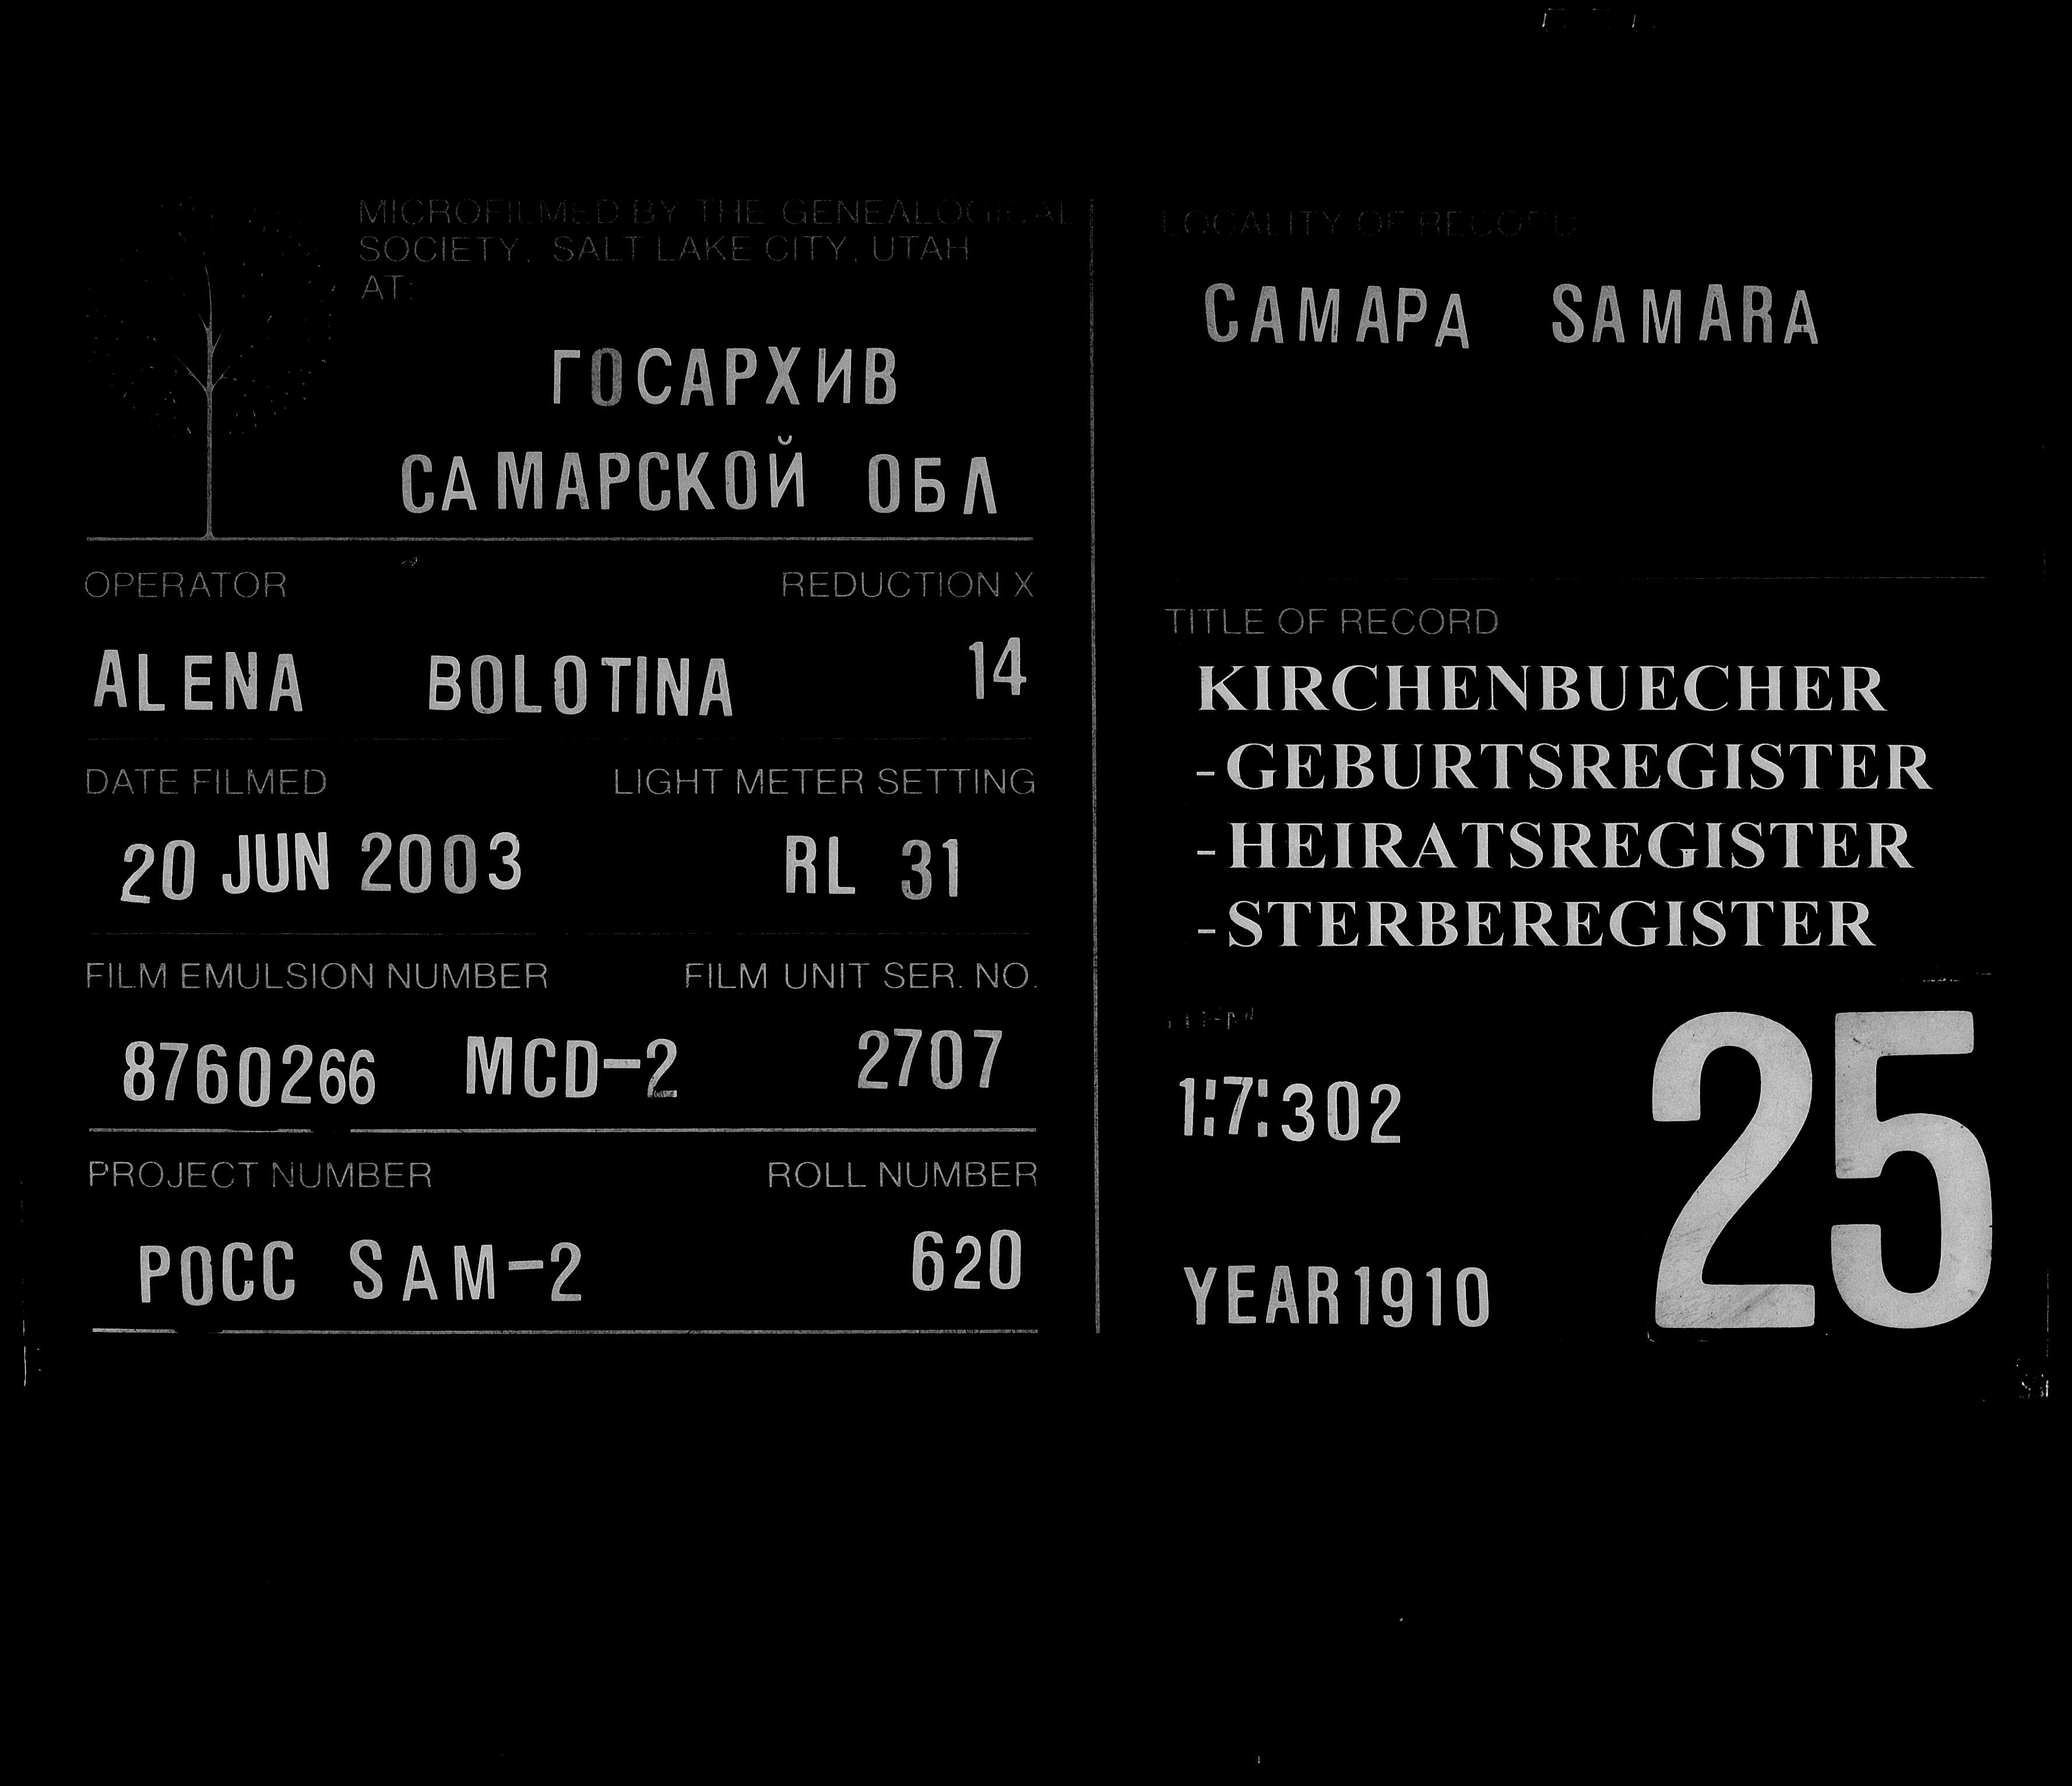 MICROFILMED BY THE GENEALOGICAL
SOCIETY, SALT LAKE CITY, UTAH
AT:
ГОСАРХИВ
САМАРСКОЙ ОБЛ
OPERATOR REDUCTION X
ALENA BOLOTINA 14
DATE FILMED LIGHT METER SETTING
20 JUN 2003 RL 31
FILM EMULSION NUMBER FILM UNIT SER. NO.
8760266 MCD-2 2707
PROJECT NUMBER ROLL NUMBER
РОСС SAM-2 620
LOCALITY OF RECORD
САМАРА SAMARA
TITLE OF RECORD
KIRCHENBUECHER
-GEBURTSREGISTER
-HEIRATSREGISTER
-STERBEREGISTER
1:7:302
25
YEAR1910